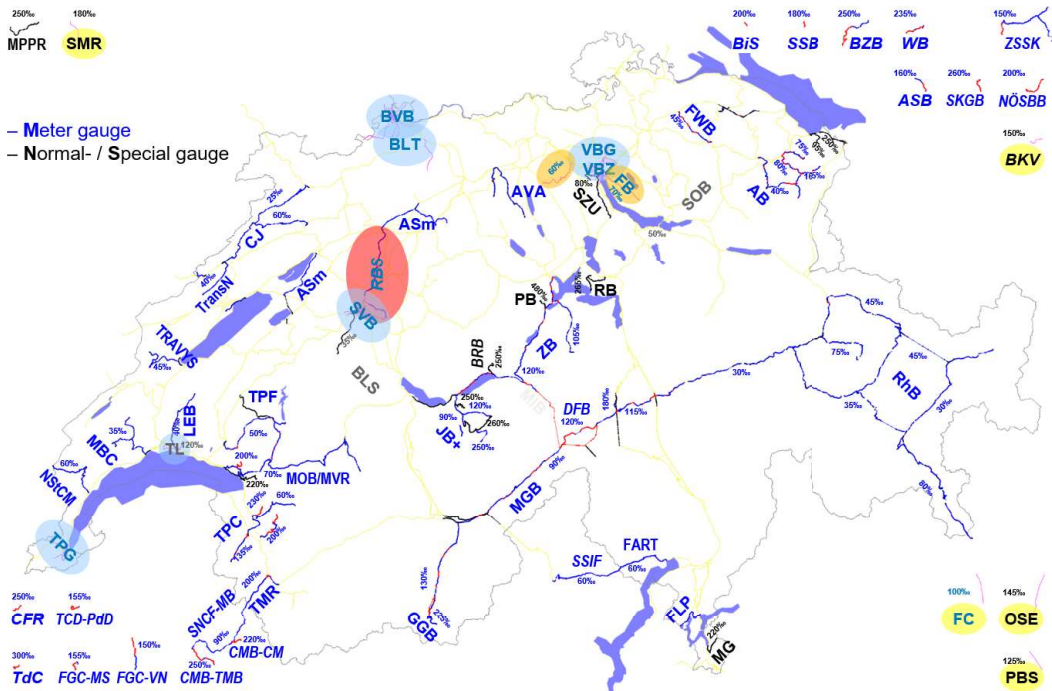 250‰
MPPR
180‰
SMR
200‰
BiS
180‰
SSB
250‰
BZB
235‰
WB
150‰
ZSSK
160‰
ASB
260‰
SKGB
200‰
NÖSBB
150‰
BKV
– Meter gauge
– Normal- / Special gauge
BVB
BLT
FWB
45‰
VBG
VBZ
60‰
FB
70‰
80‰
SZU
AVA
SOB
50‰
250‰
95‰
75‰
80‰
AB
40‰
25‰
60‰
CJ
40‰
TransN
ASm
ASm
RBS
SVB
35‰
TRAVYS
45‰
BLS
PB
480‰
RB
ZB
105‰
120‰
BRB
250‰
250‰
120‰
90‰
JB+
260‰
250‰
MIB
DFB
120‰
180‰
115‰
30‰
45‰
75‰
45‰
RhB
35‰
30‰
80‰
TPF
50‰
LEB
40‰
120‰
TL
35‰
MBC
60‰
NStCM
200‰
220‰
70‰
MOB/MVR
230‰
60‰
TPC
200‰
135‰
TPG
90‰
MGB
130‰
GGB
SNCF-MB
200‰
TMR
90‰
220‰
CMB-CM
250‰
CMB-TMB
SSIF
60‰
FART
60‰
FLP
220‰
MG
250‰
CFR
155‰
TCD-PdD
300‰
TdC
155‰
FGC-MS
150‰
FGC-VN
100‰
FC
145‰
OSE
125‰
PBS